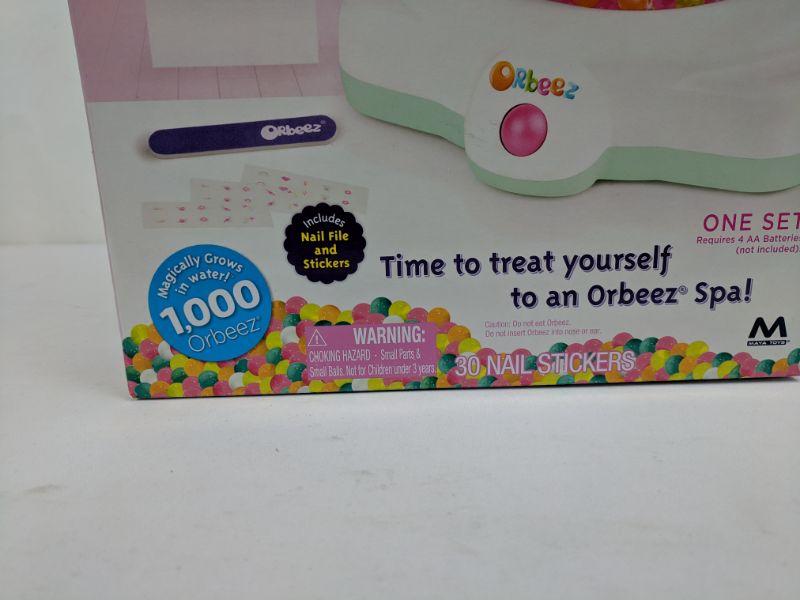 Orbeez
ORbeez®
Includes
Nail File
and
Stickers
ONE SET
Requires 4 AA Batteries
(not included).
Magically Grows
in water!
1,000
Orbeez®
Time to treat yourself
to an Orbeez® Spa!
Caution: Do not eat Orbeez.
Do not insert Orbeez into nose or ear.
WARNING:
CHOKING HAZARD - Small Parts &
Small Balls. Not for Children under 3 years.
30 NAIL STICKERS
M
MAYA TOYS